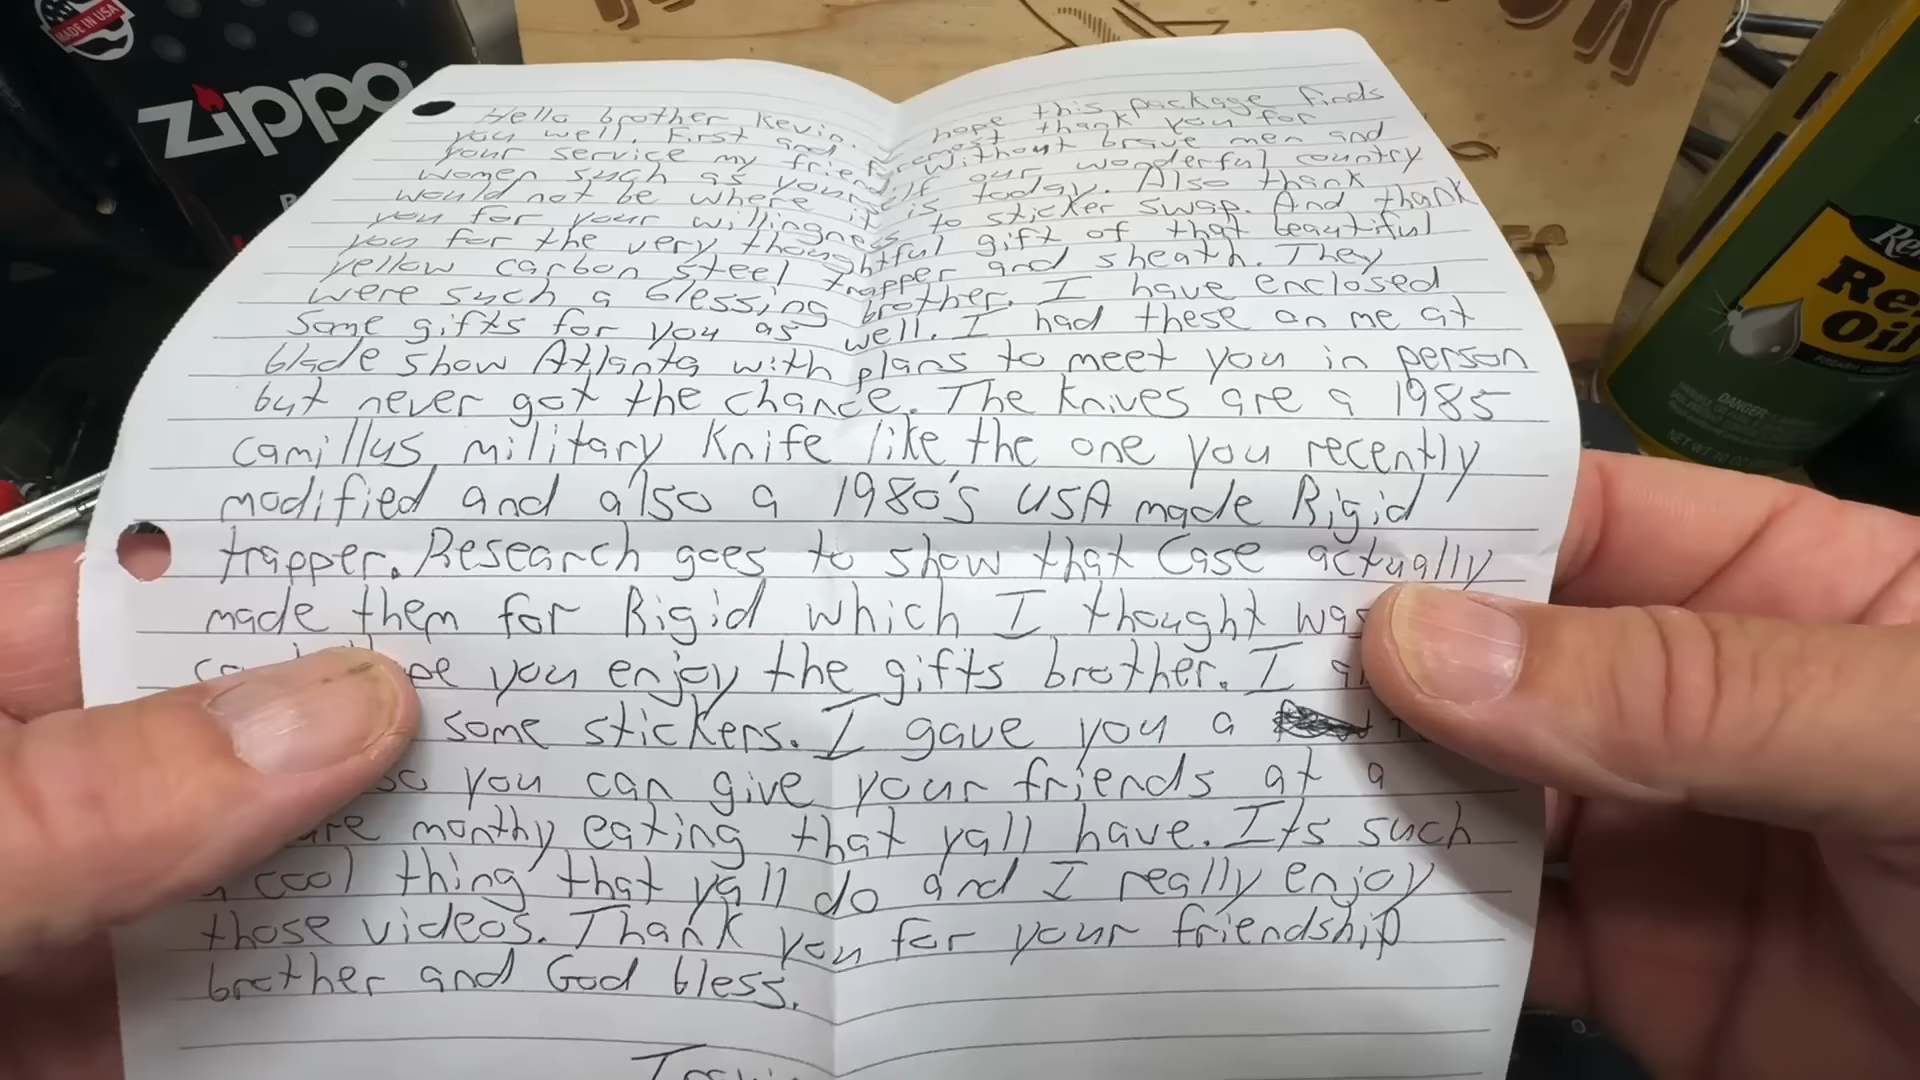 MADE IN USA
zippo
Hello brother Kevin. hope this package finds
you well. First and foremost thank you for
your service my friend. Without brave men and
women such as yourself our wonderful country
would not be where it is today. Also thank
you for your willingness to sticker swap. And thank
you for the very thoughtful gift of that beautiful
yellow carbon steel trapper and sheath. They
were such a blessing brother. I have enclosed
some gifts for you as well. I had these on me at
blade show Atlanta with plans to meet you in person
but never got the chance. The knives are a 1985
camillus military knife like the one you recently
modified and also a 1980's USA made Rigid
trapper. Research goes to show that Case actually
made them for Rigid which I thought was
you enjoy the gifts brother. I
some stickers. I gave you a
so you can give your friends at a
monthy eating that yall have. Its such
a cool thing that yall do and I really enjoy
those videos. Thank you for your friendship
brother and God bless.
Rem
Oil
DANGER